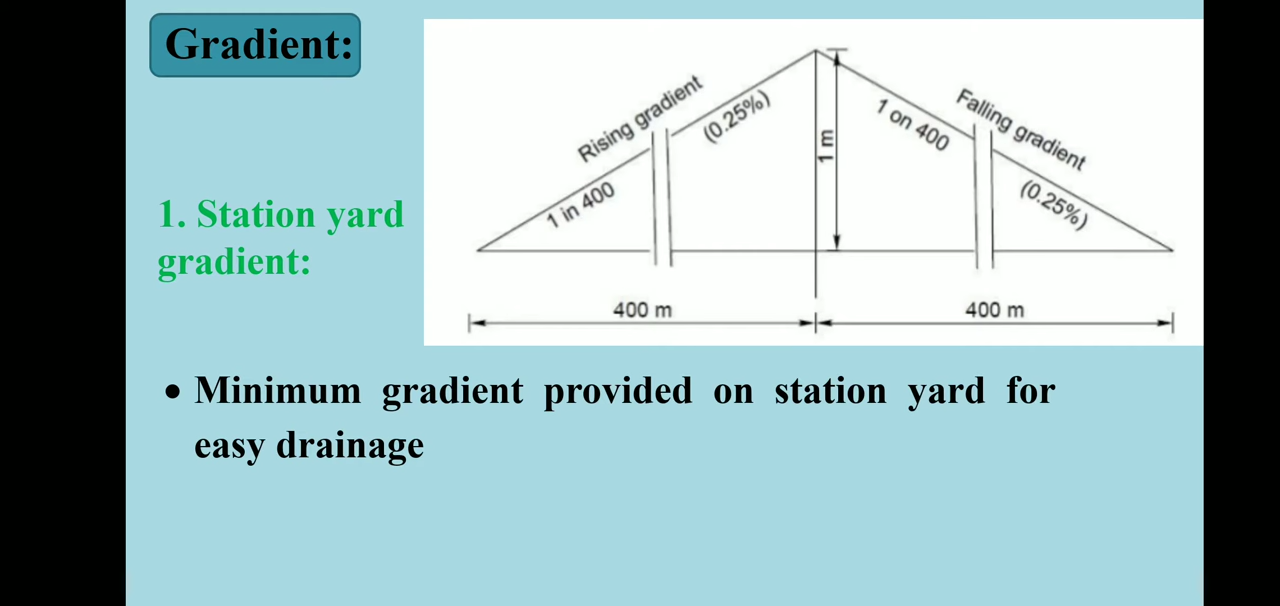 Gradient:
Rising gradient
(0.25%)
1 in 400
1 m
Falling gradient
1 on 400
(0.25%)
400 m
400 m
1. Station yard
gradient:
• Minimum gradient provided on station yard for
easy drainage